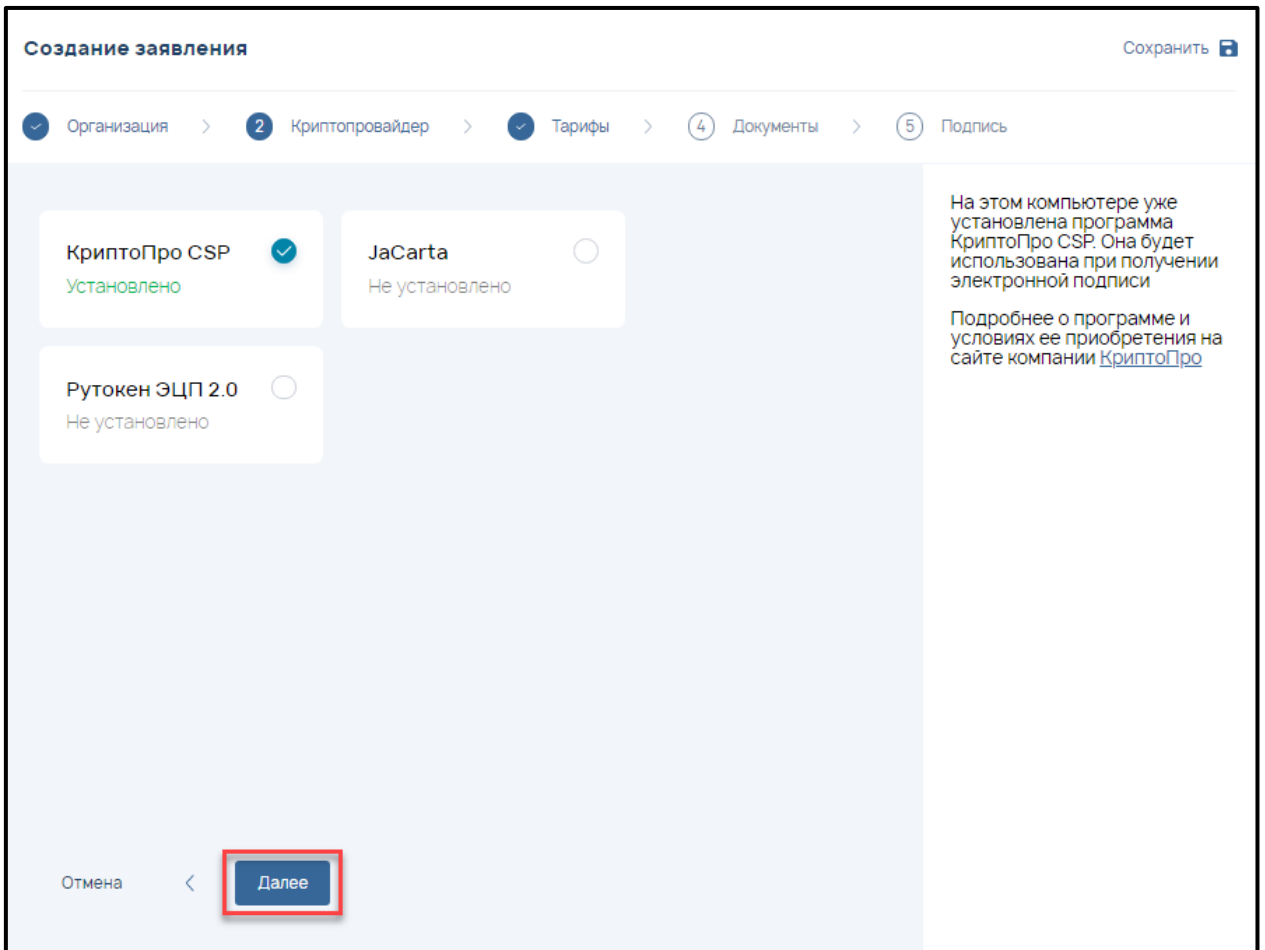 Создание заявления
Сохранить
Организация
2 Криптопровайдер
Тарифы
4 Документы
5 Подпись
КриптоПро CSP
Установлено
JaCarta
Не установлено
Рутокен ЭЦП 2.0
Не установлено
На этом компьютере уже
установлена программа
КриптоПро CSP. Она будет
использована при получении
электронной подписи
Подробнее о программе и
условиях ее приобретения на
сайте компании КриптоПро
Отмена
Далее